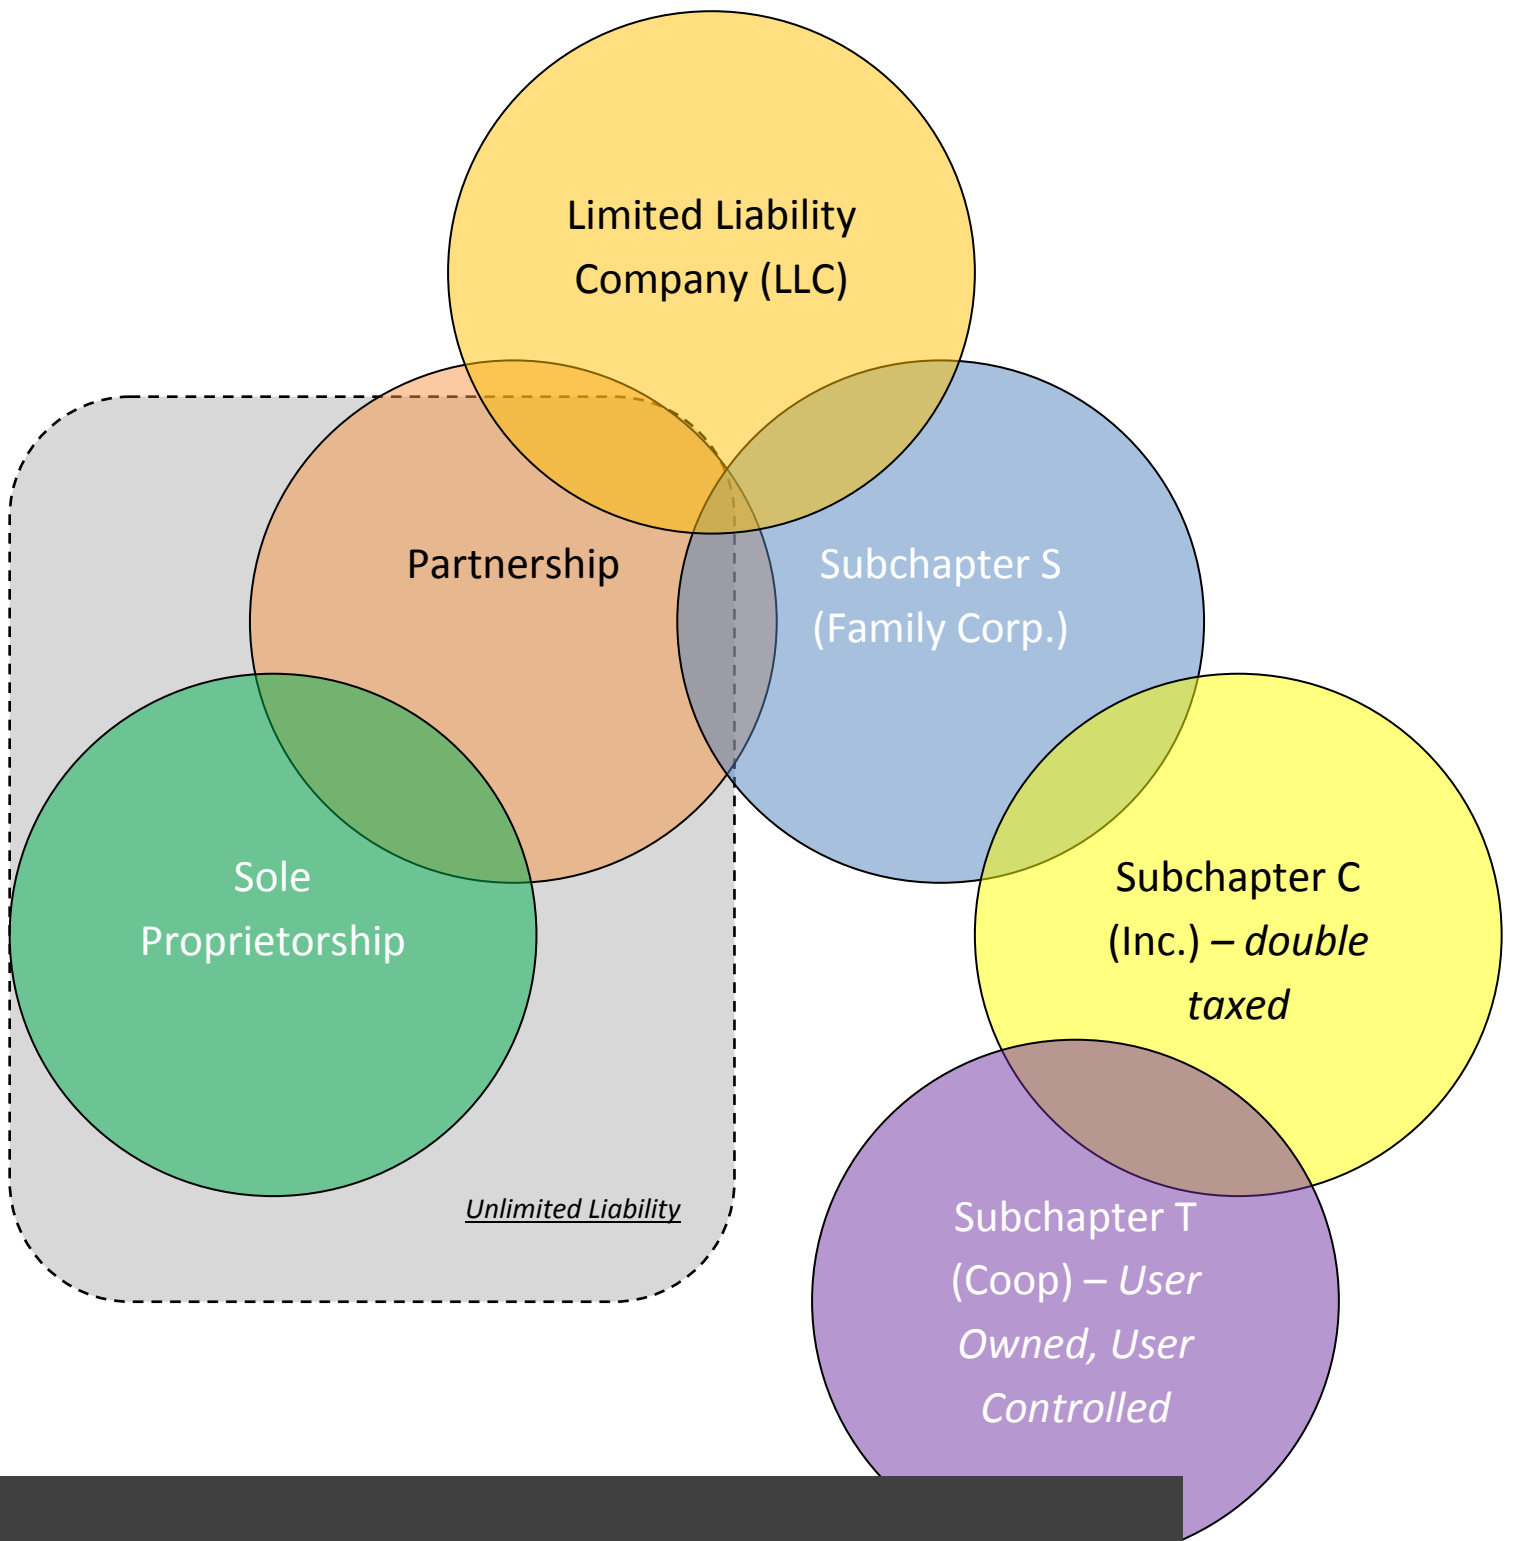 Limited Liability
Company (LLC)
Partnership
Subchapter S
(Family Corp.)
Sole
Proprietorship
Subchapter C
(Inc.) – double
taxed
Unlimited Liability
Subchapter T
(Coop) – User
Owned, User
Controlled